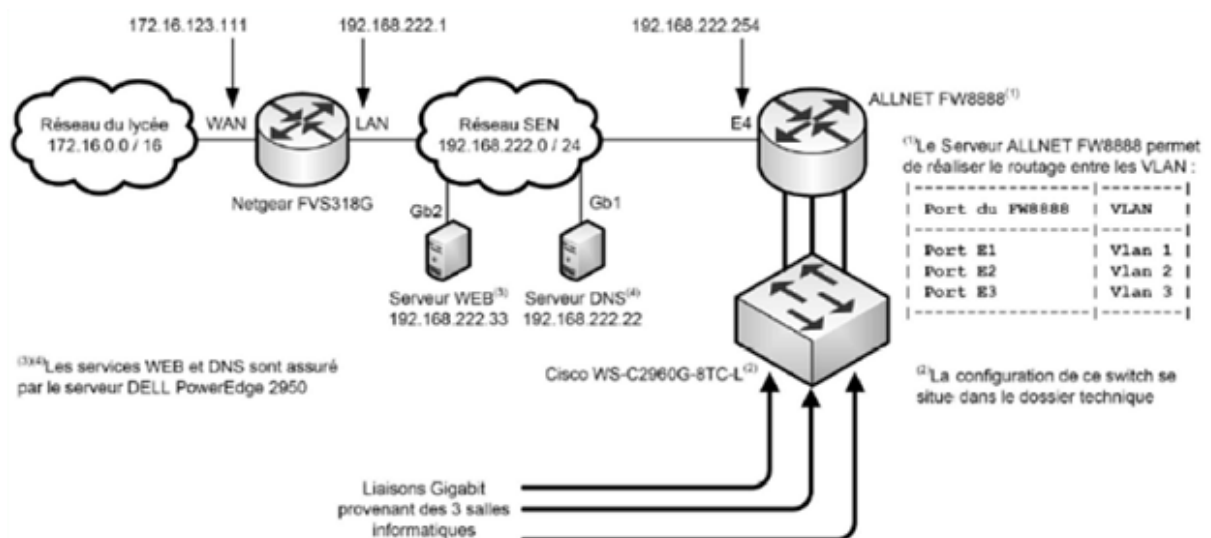 172.16.123.111
192.168.222.1
192.168.222.254
Réseau du lycée
172.16.0.0 / 16
WAN
LAN
Réseau SEN
192.168.222.0 / 24
E4
ALLNET FW8888(1)
Netgear FVS318G
(1)Le Serveur ALLNET FW8888 permet
de réaliser le routage entre les VLAN :
|------------------|--------|
| Port du FW8888 | VLAN |
|------------------|--------|
| Port E1 | Vlan 1 |
| Port E2 | Vlan 2 |
| Port E3 | Vlan 3 |
|------------------|--------|
Gb2
Gb1
Serveur WEB(3)
192.168.222.33
Serveur DNS(4)
192.168.222.22
(3)(4)Les services WEB et DNS sont assuré
par le serveur DELL PowerEdge 2950
Cisco WS-C2960G-8TC-L(2)
(2)La configuration de ce switch se
situe dans le dossier technique
Liaisons Gigabit
provenant des 3 salles
informatiques